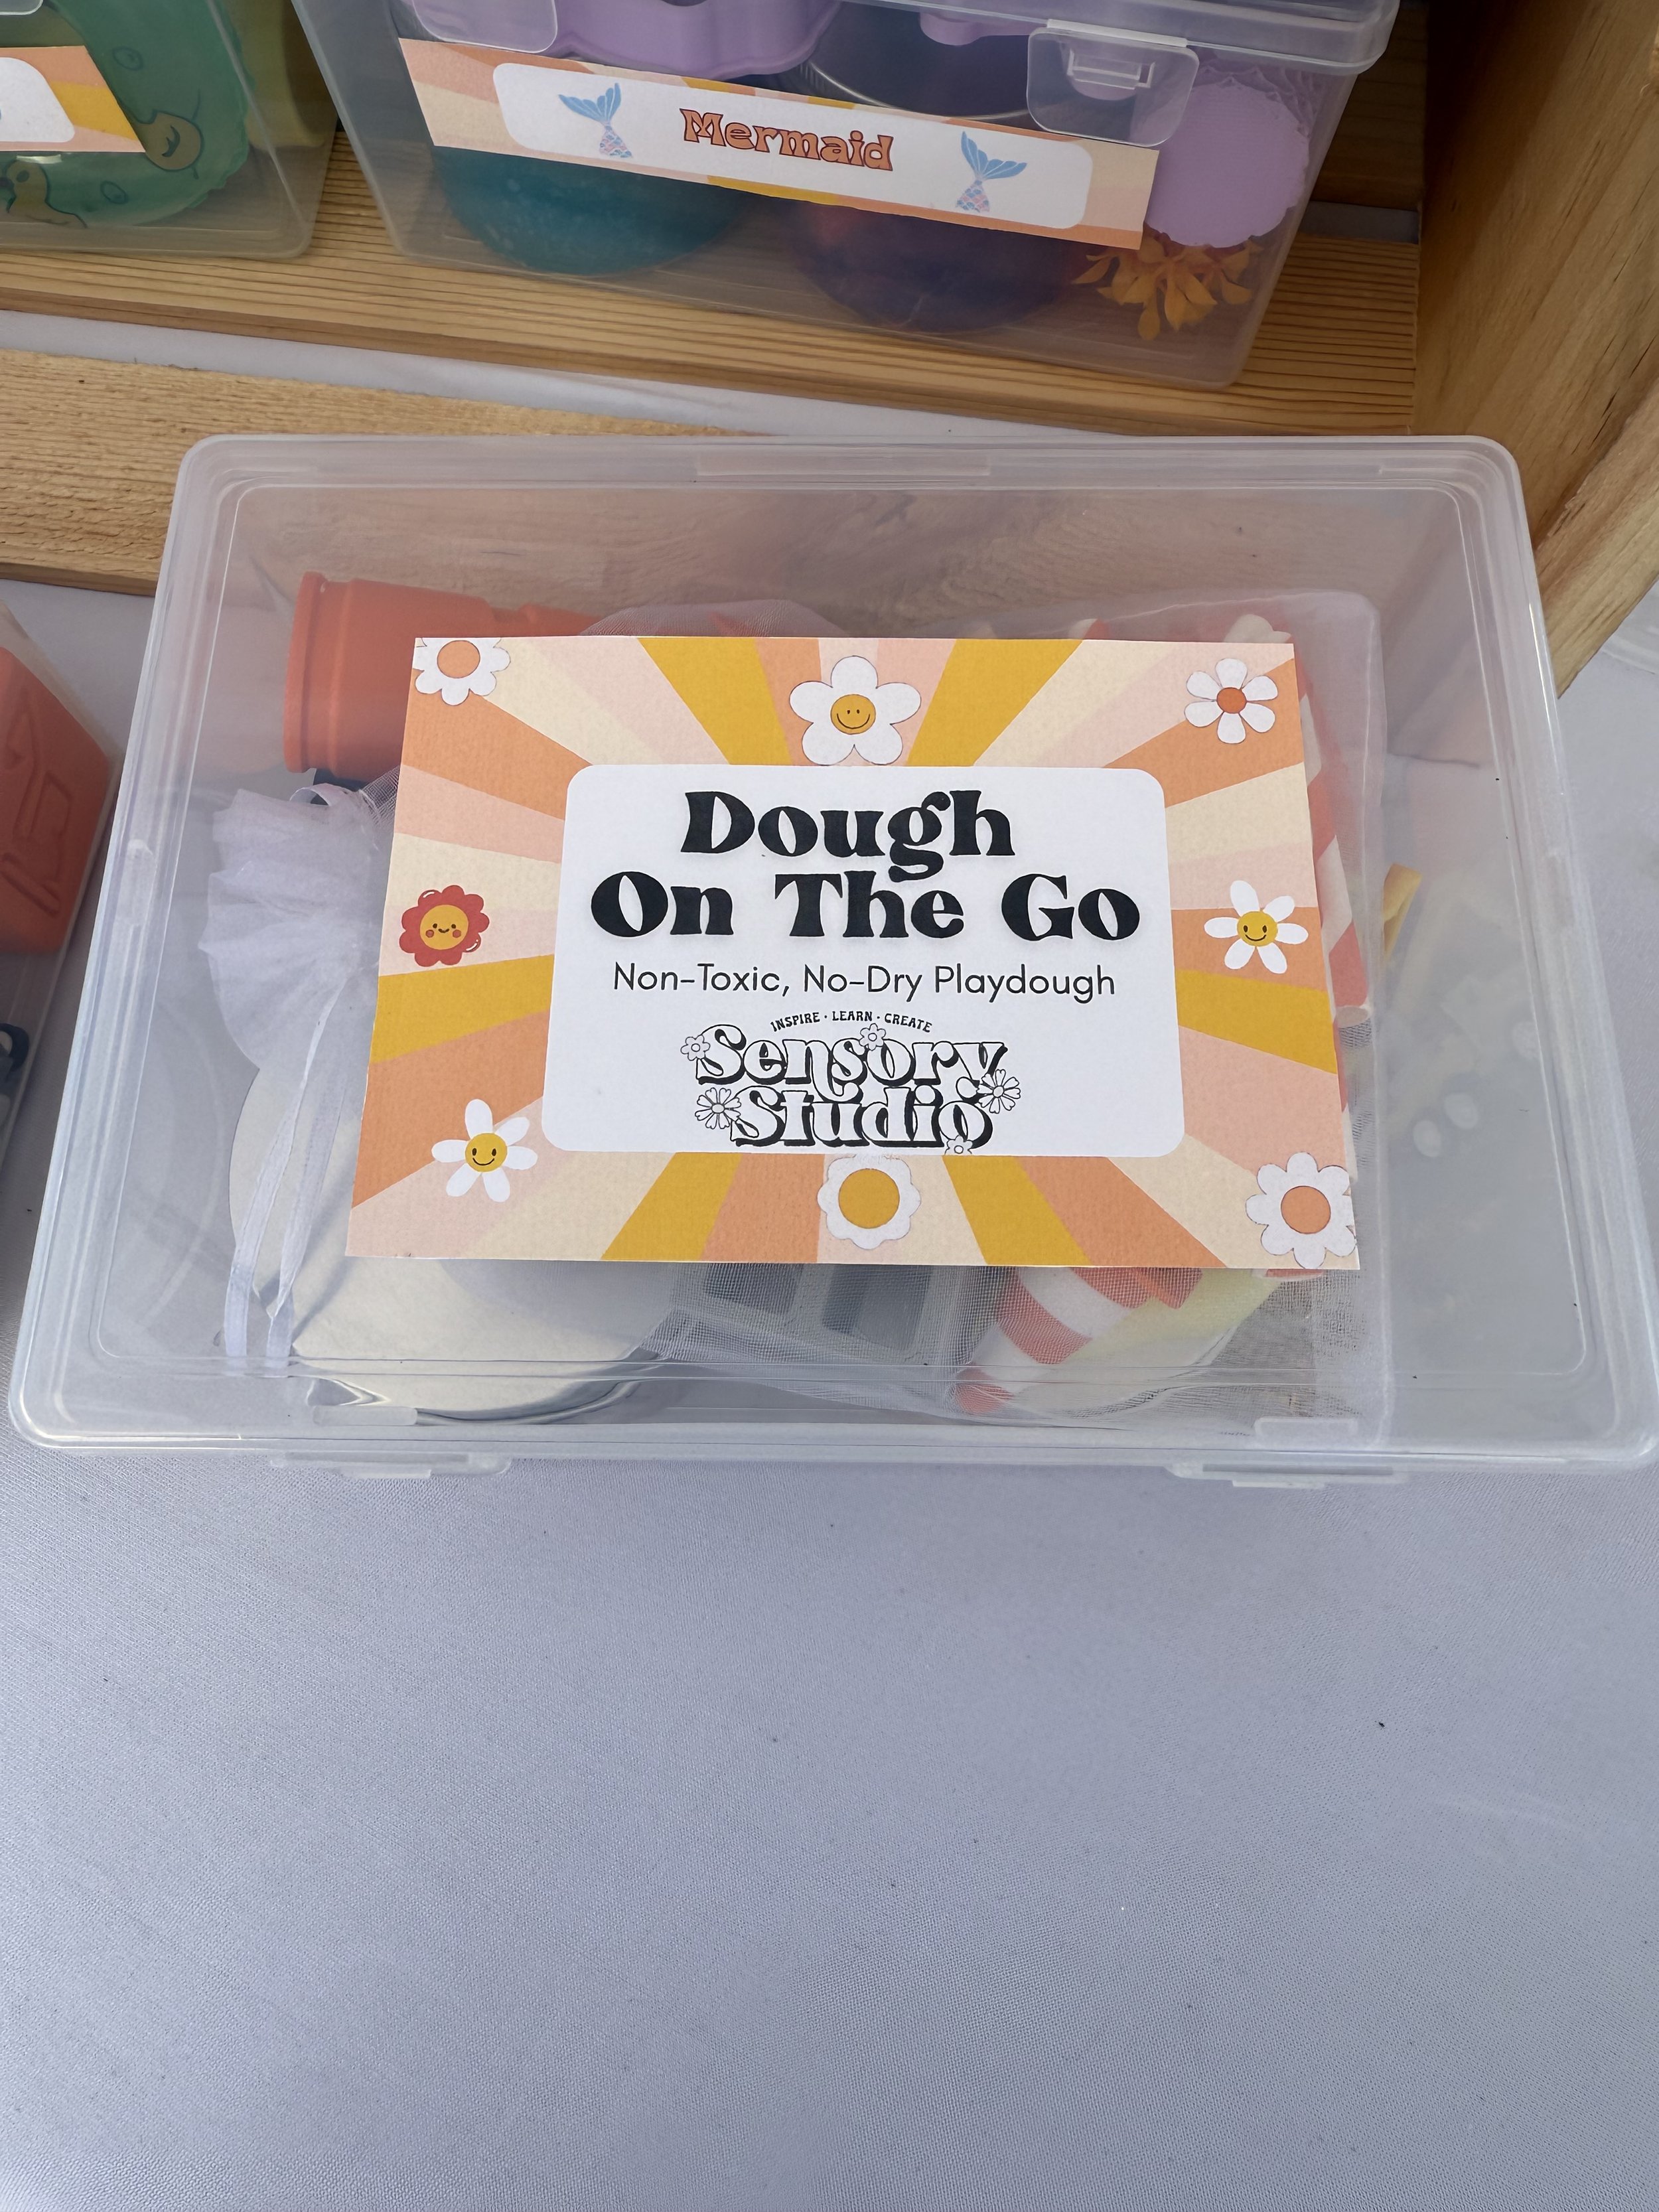 Mermaid
Dough
On The Go
Non-Toxic, No-Dry Playdough
INSPIRE · LEARN · CREATE
Sensory
Studio